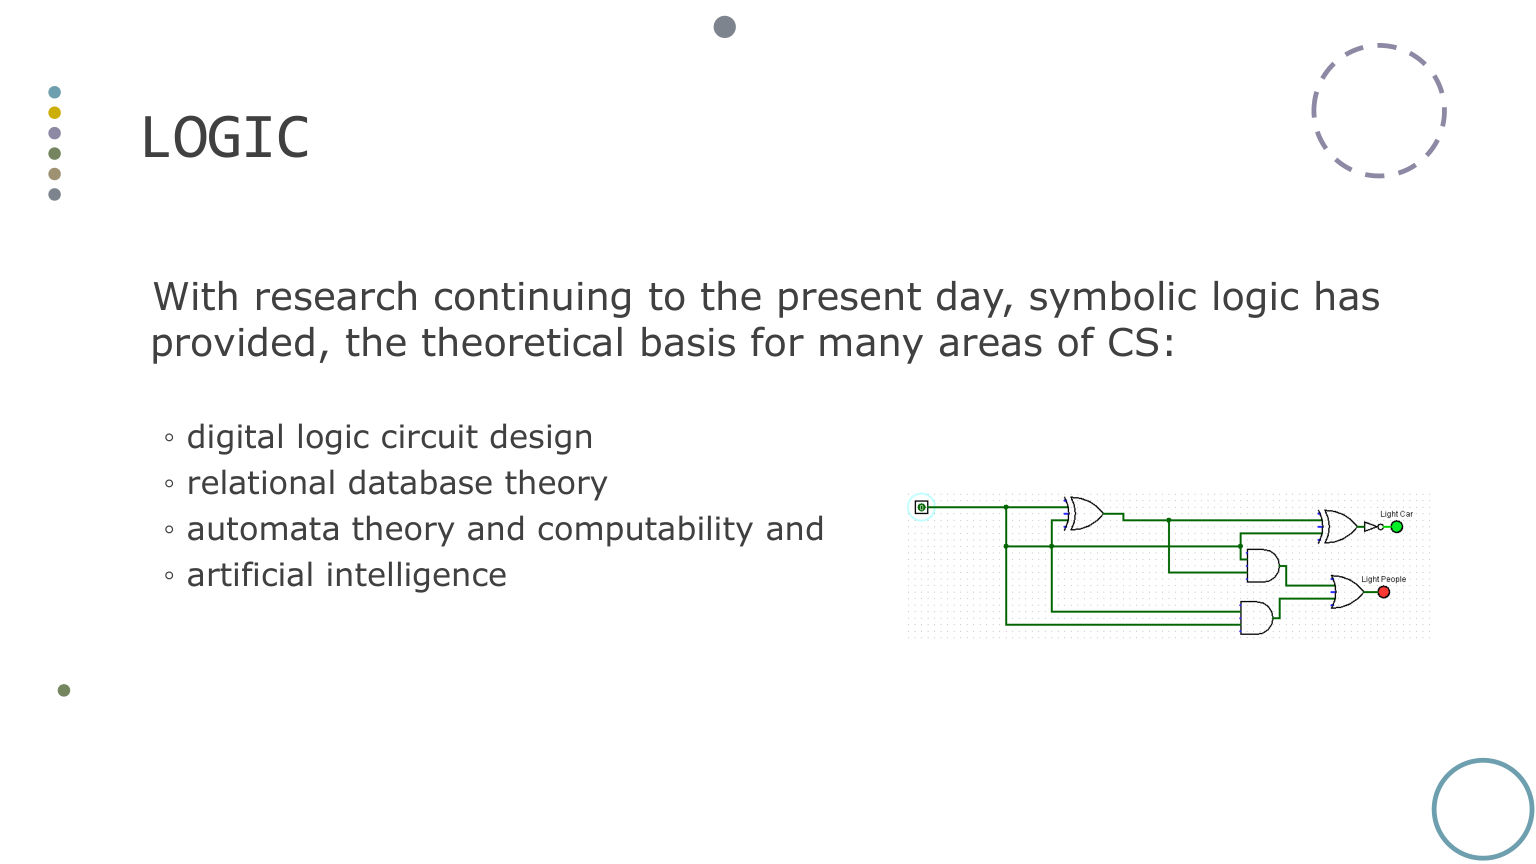 LOGIC
With research continuing to the present day, symbolic logic has
provided, the theoretical basis for many areas of CS:
◦ digital logic circuit design
◦ relational database theory
◦ automata theory and computability and
◦ artificial intelligence
Light Car
Light People